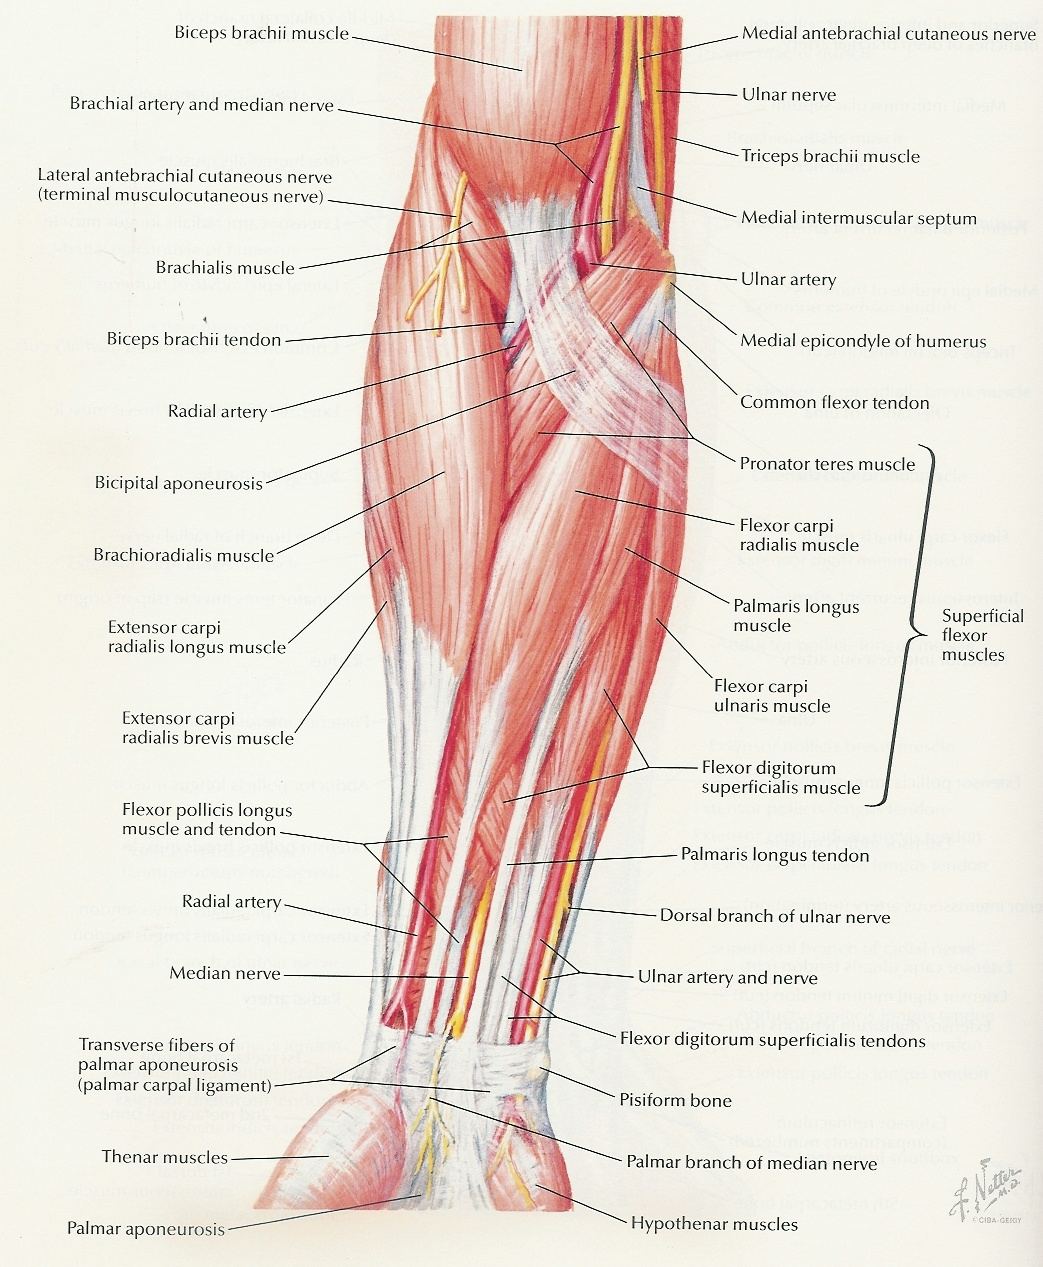 Biceps brachii muscle
Brachial artery and median nerve
Lateral antebrachial cutaneous nerve
(terminal musculocutaneous nerve)
Brachialis muscle
Biceps brachii tendon
Radial artery
Bicipital aponeurosis
Brachioradialis muscle
Extensor carpi
radialis longus muscle
Extensor carpi
radialis brevis muscle
Flexor pollicis longus
muscle and tendon
Radial artery
Median nerve
Transverse fibers of
palmar aponeurosis
(palmar carpal ligament)
Thenar muscles
Palmar aponeurosis
Medial antebrachial cutaneous nerve
Ulnar nerve
Triceps brachii muscle
Medial intermuscular septum
Ulnar artery
Medial epicondyle of humerus
Common flexor tendon
Pronator teres muscle
Flexor carpi
radialis muscle
Palmaris longus
muscle
Flexor carpi
ulnaris muscle
Flexor digitorum
superficialis muscle
Superficial
flexor
muscles
Palmaris longus tendon
Dorsal branch of ulnar nerve
Ulnar artery and nerve
Flexor digitorum superficialis tendons
Pisiform bone
Palmar branch of median nerve
Hypothenar muscles
F. Netter
M.D.
© CIBA-GEIGY